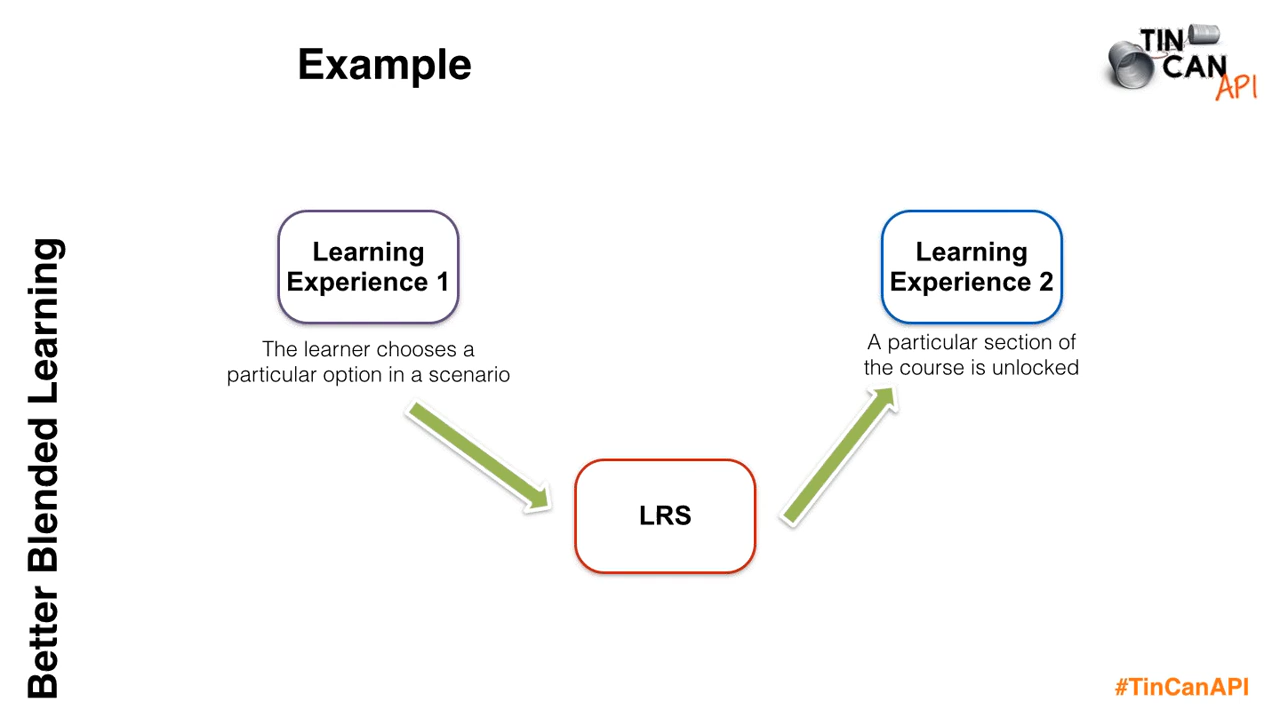 Example
TIN
CAN
API
Better Blended Learning
Learning
Experience 1
The learner chooses a
particular option in a scenario
Learning
Experience 2
A particular section of
the course is unlocked
LRS
#TinCanAPI